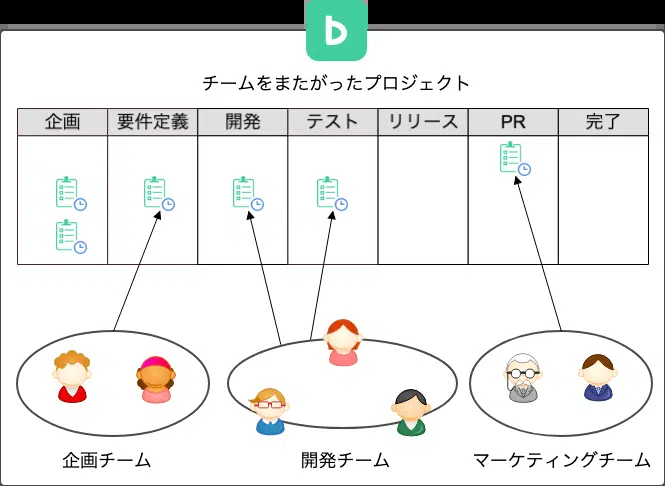 b
チームをまたがったプロジェクト
企画 要件定義 開発 テスト リリース PR 完了
企画チーム 開発チーム マーケティングチーム